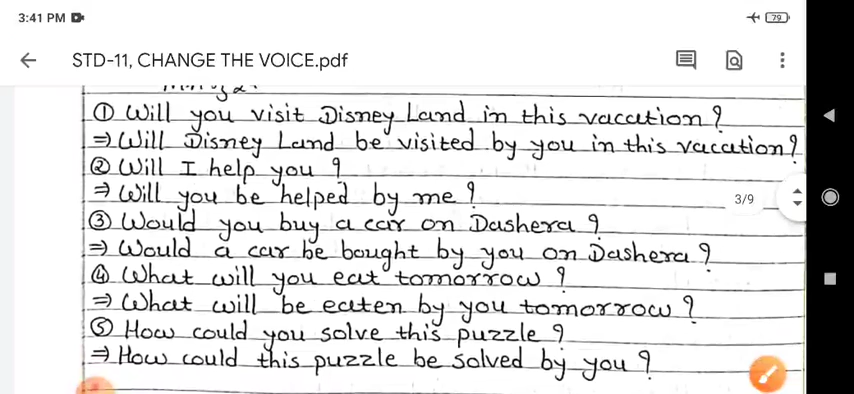 3:41 PM
79
STD-11, CHANGE THE VOICE.pdf
① Will you visit Disney Land in this vacation?
⇒ Will Disney Land be visited by you in this vacation?
② Will I help you?
⇒ Will you be helped by me?
3/9
③ Would you buy a car on Dashera?
⇒ Would a car be bought by you on Dashera?
④ What will you eat tomorrow?
⇒ What will be eaten by you tomorrow?
⑤ How could you solve this puzzle?
⇒ How could this puzzle be solved by you?